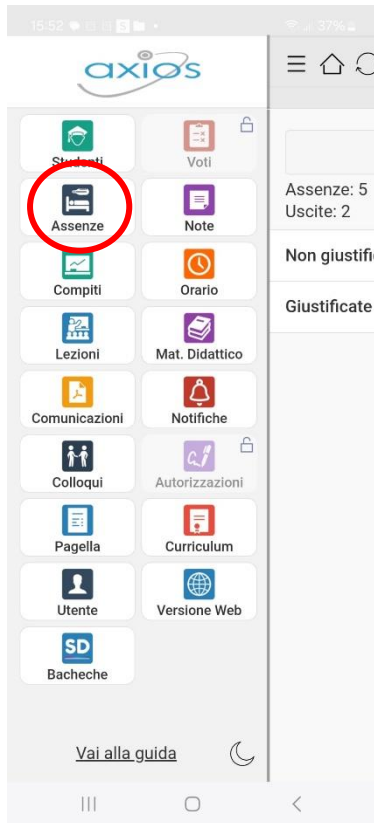 15:52
37%
axios
Studenti
Voti
Assenze
Note
Compiti
Orario
Lezioni
Mat. Didattico
Comunicazioni
Notifiche
Colloqui
Autorizzazioni
Pagella
Curriculum
Utente
Versione Web
SD
Bacheche
Vai alla guida
Assenze: 5
Uscite: 2
Non giustifi
Giustificate